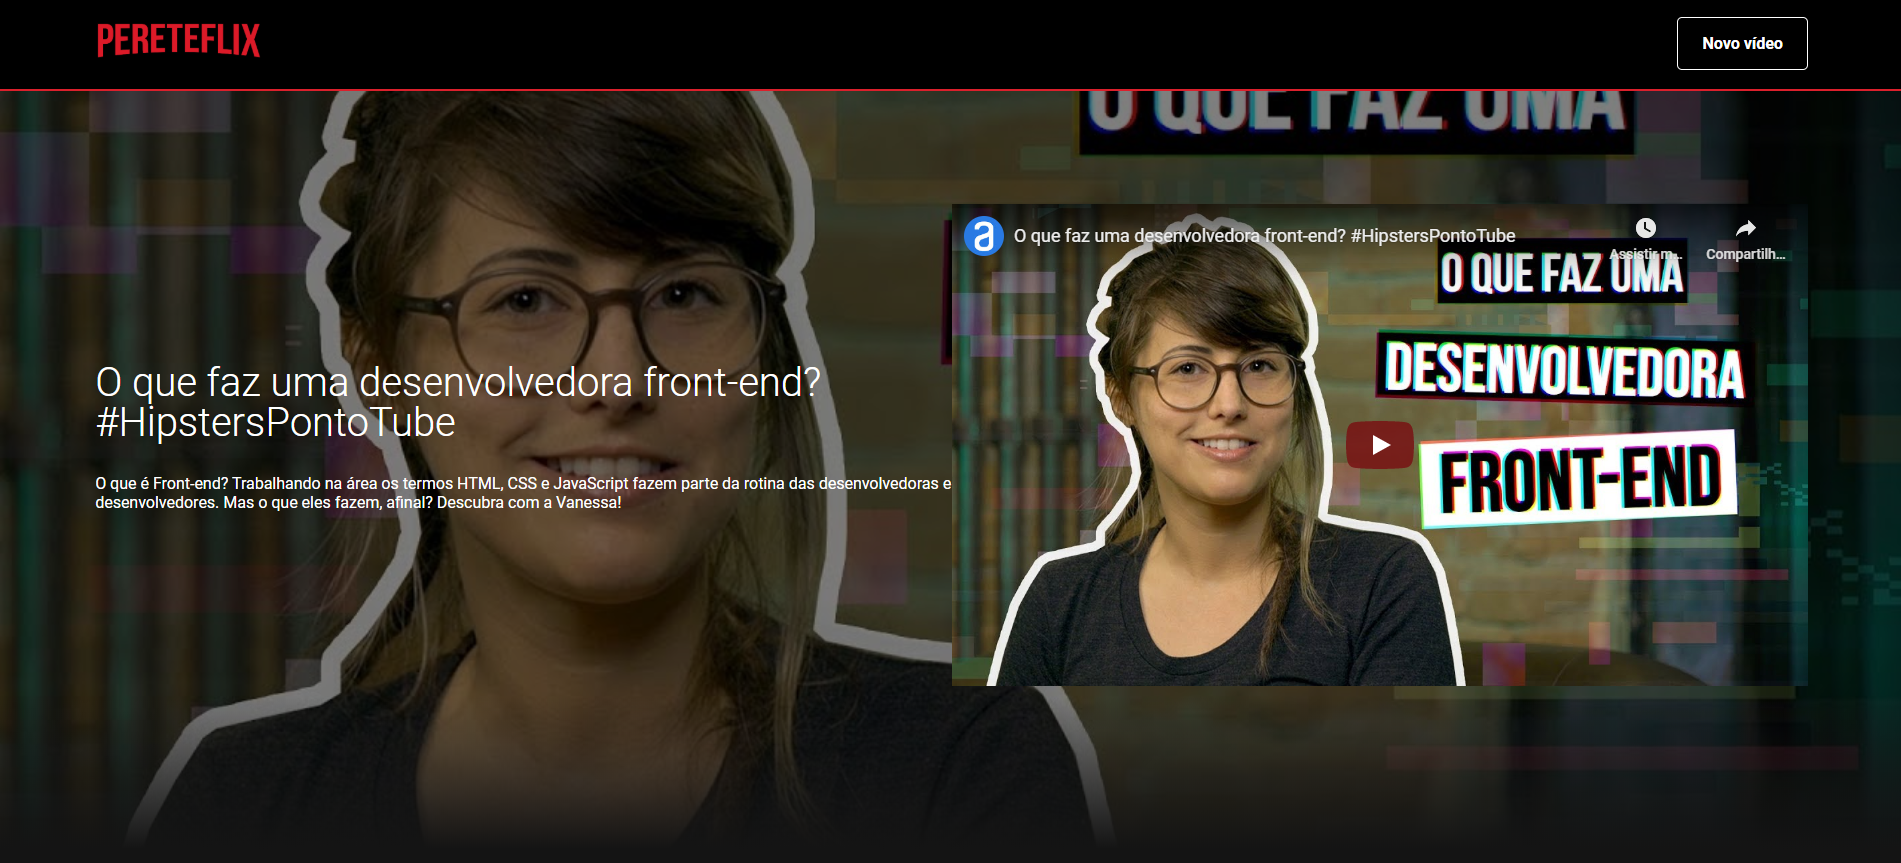 PERETEFLIX
Novo vídeo
O QUE FAZ UMA
O que faz uma desenvolvedora front-end? #HipstersPontoTube
Assistir m...
Compartilh...
O QUE FAZ UMA
DESENVOLVEDORA
FRONT-END
O que faz uma desenvolvedora front-end?
#HipstersPontoTube
O que é Front-end? Trabalhando na área os termos HTML, CSS e JavaScript fazem parte da rotina das desenvolvedoras e
desenvolvedores. Mas o que eles fazem, afinal? Descubra com a Vanessa!